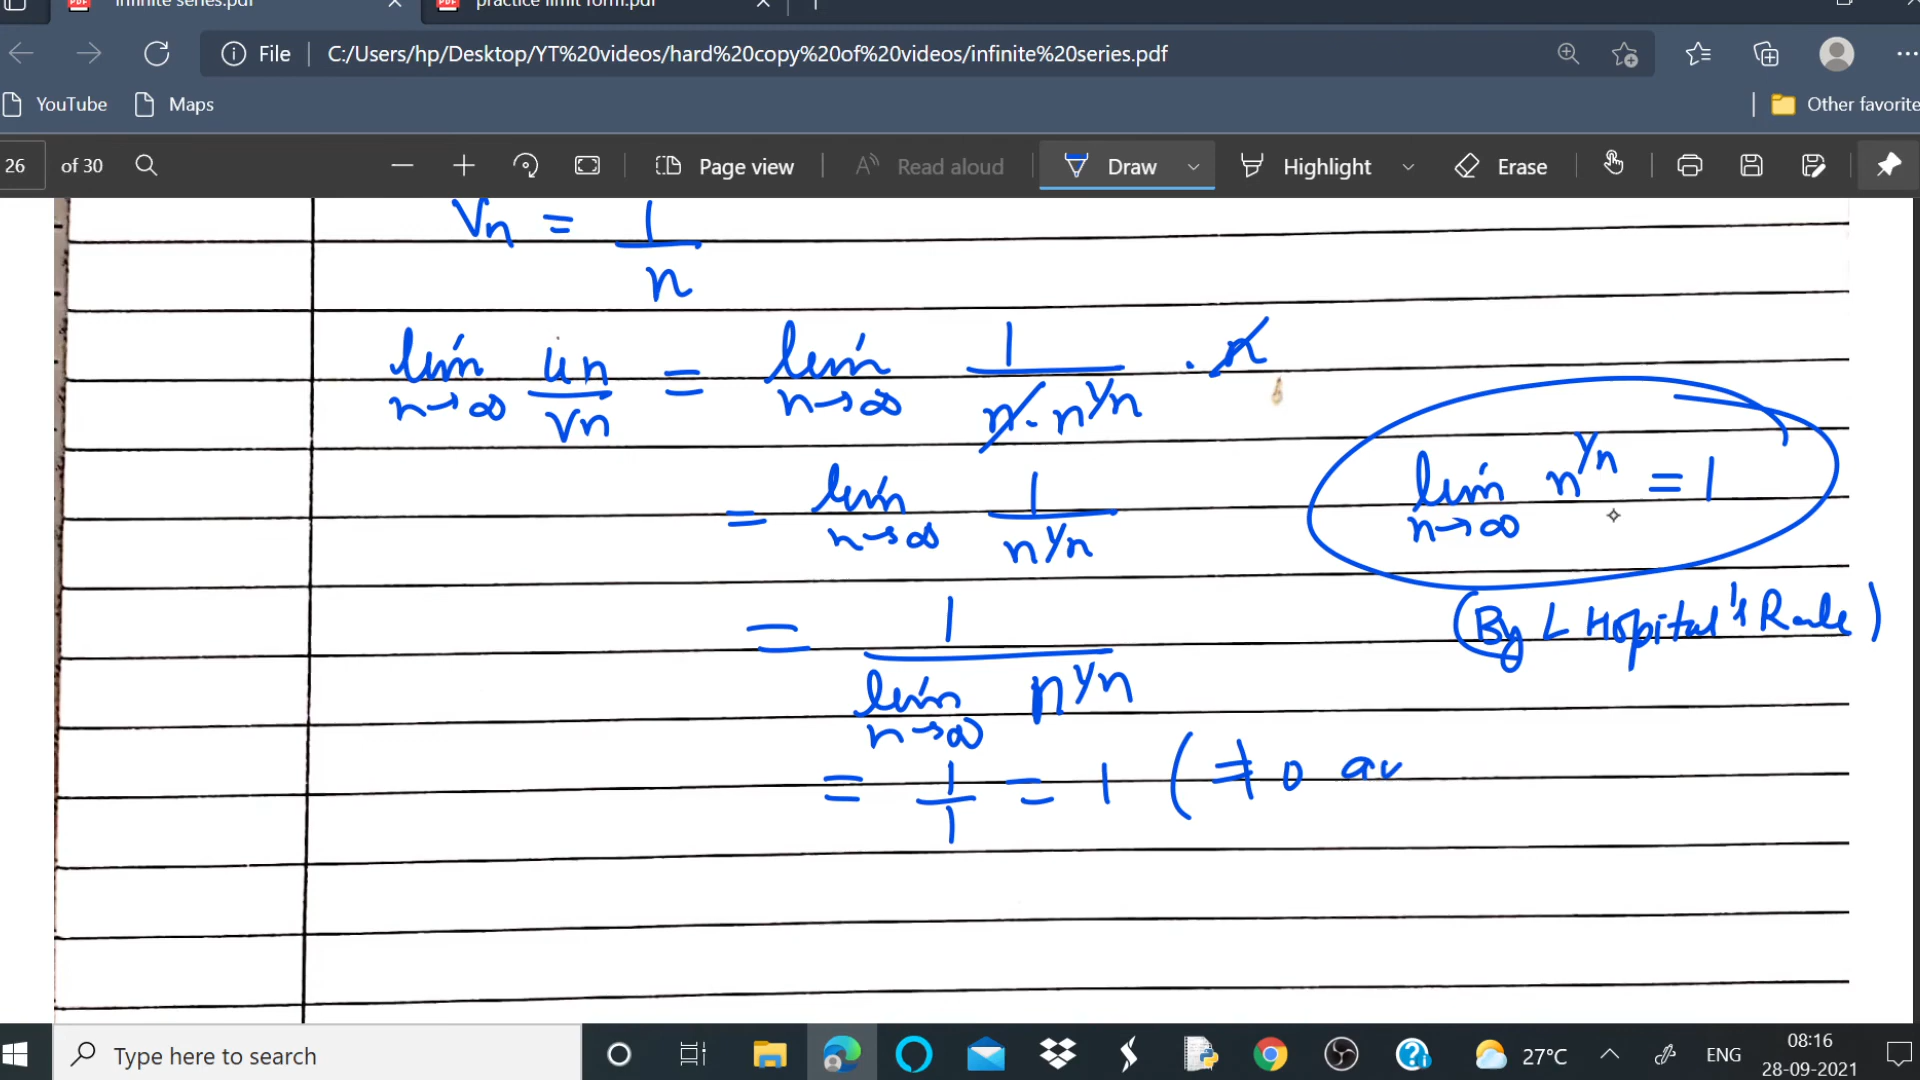 infinite series.pdf
practice limit form.pdf
File C:/Users/hp/Desktop/YT%20videos/hard%20copy%20of%20videos/infinite%20series.pdf
YouTube Maps Other favorite
26 of 30 Page view Read aloud Draw Highlight Erase
Vn = 1/n
lim n→∞ un/vn = lim n→∞ 1/(n · n^1/n) · n
= lim n→∞ 1/n^1/n
lim n→∞ n^1/n = 1
(By L Hopital's Rule)
= 1/(lim n→∞ n^1/n)
= 1/1 = 1 ( ≠ 0
Type here to search
27°C ENG 08:16
28-09-2021